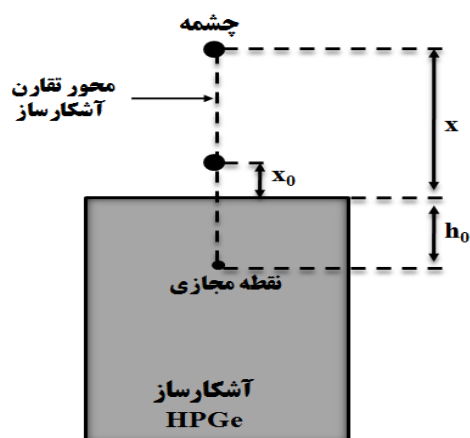 چشمه
محور تقارن
آشکارساز
x
x₀
h₀
نقطه مجازی
آشکارساز
HPGe